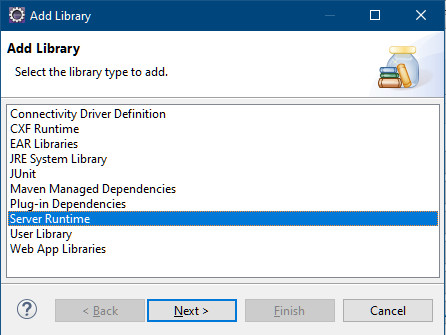 Add Library
Add Library
Select the library type to add.
Connectivity Driver Definition
CXF Runtime
EAR Libraries
JRE System Library
JUnit
Maven Managed Dependencies
Plug-in Dependencies
Server Runtime
User Library
Web App Libraries
? < Back Next > Finish Cancel